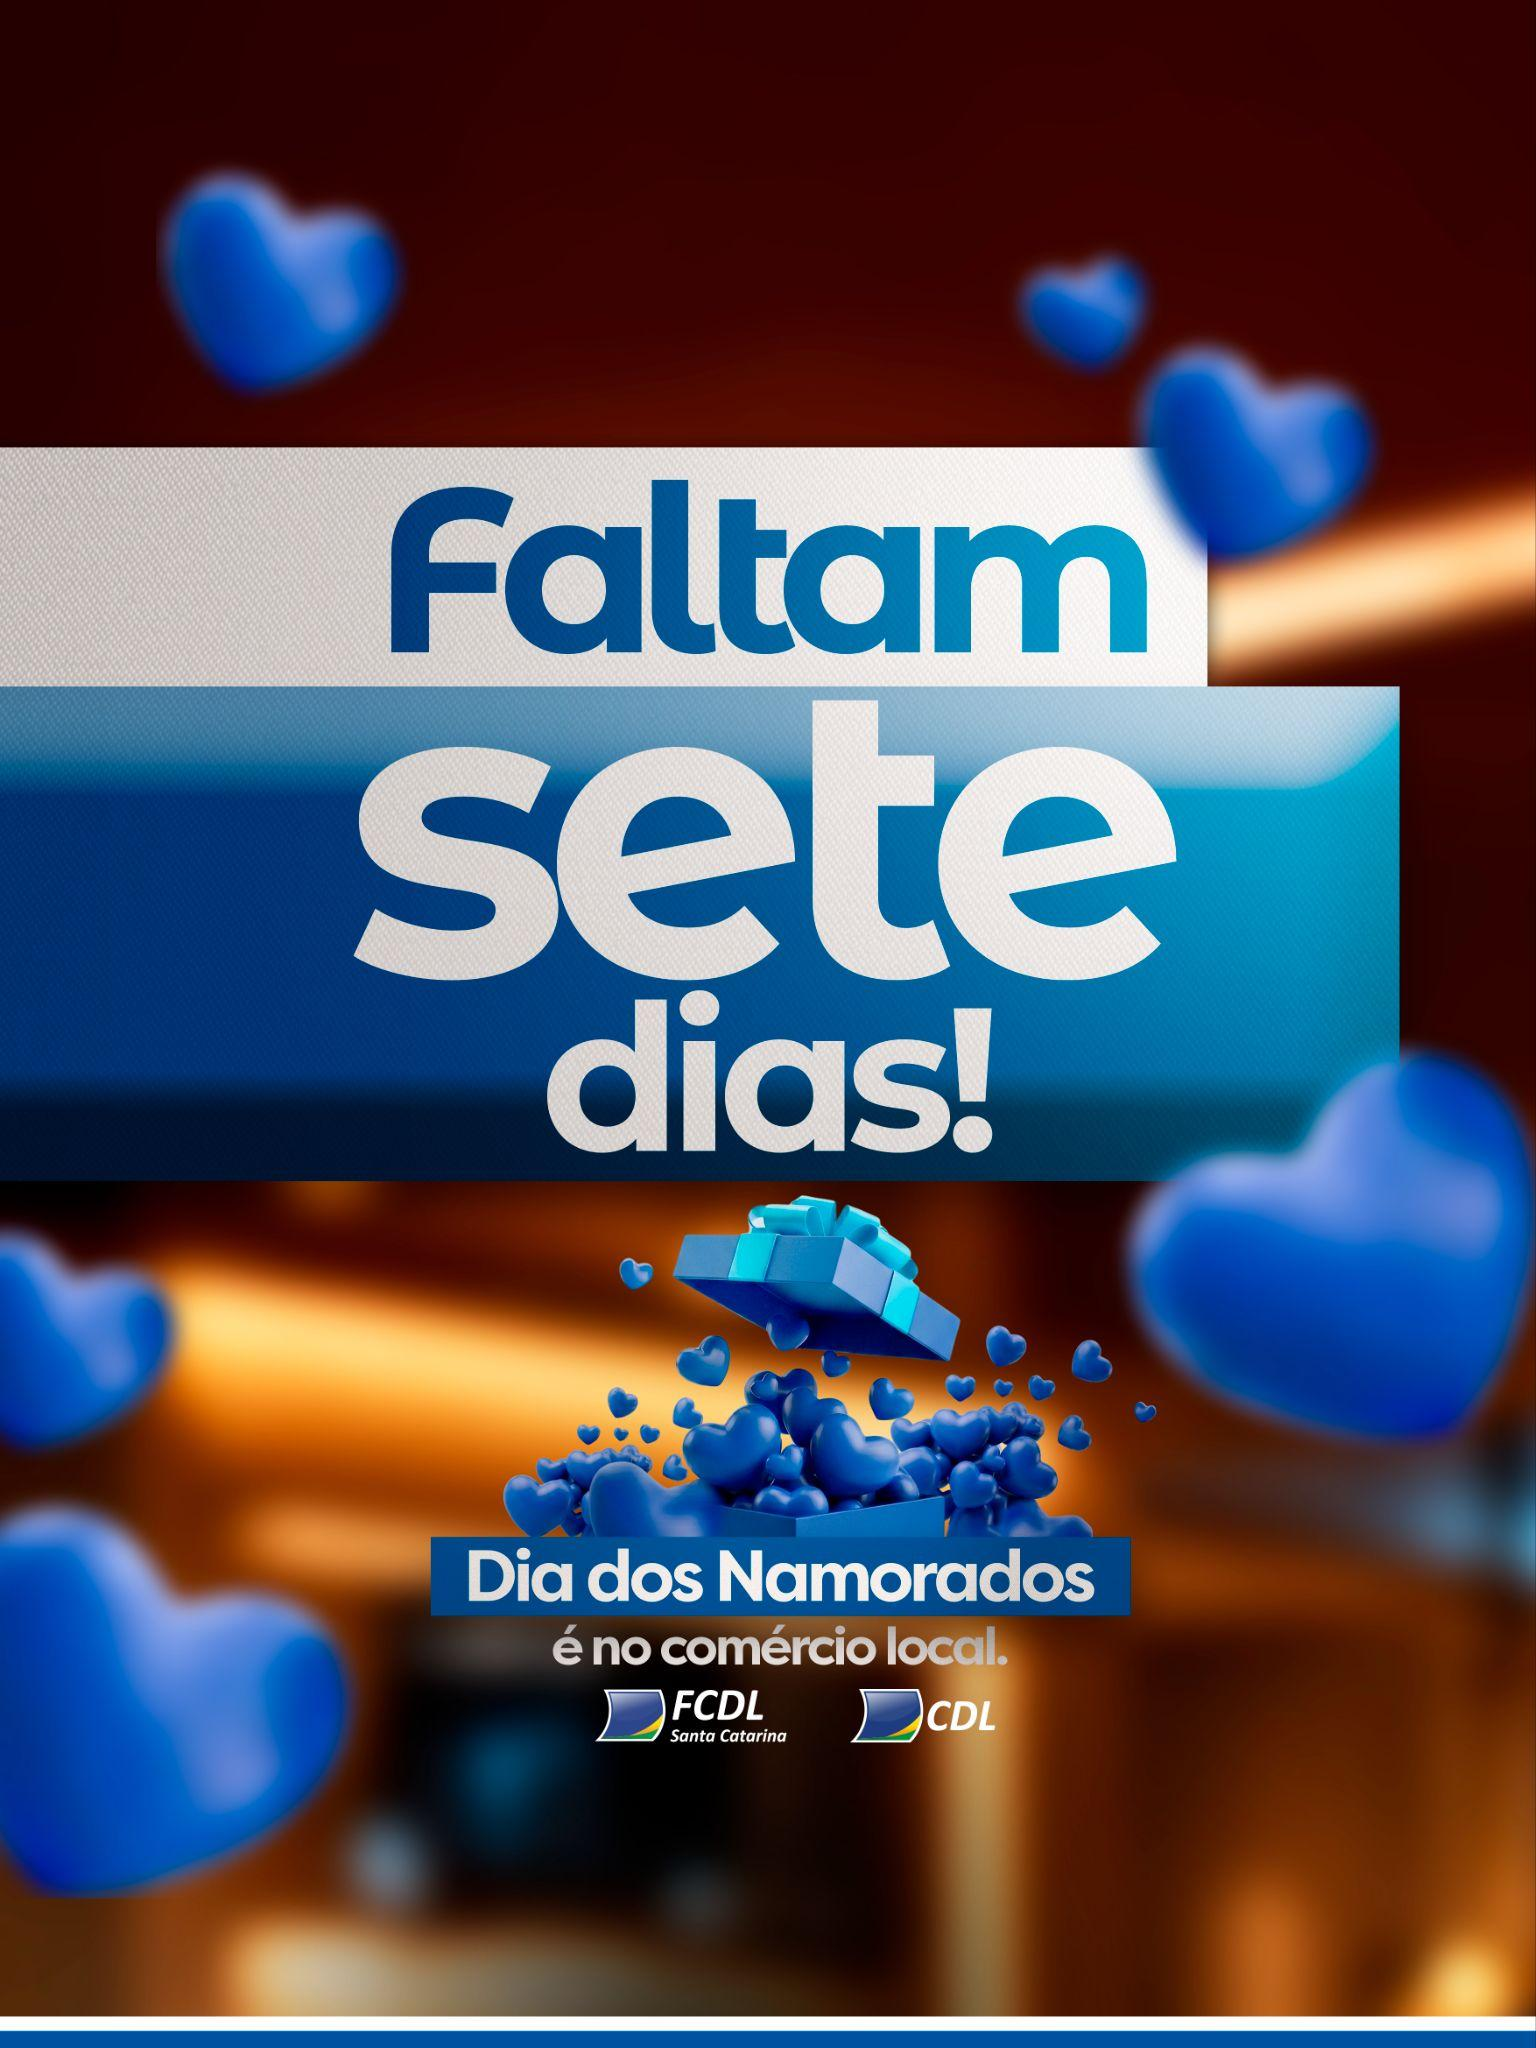 Faltam
sete
dias!
Dia dos Namorados
é no comércio local.
FCDL
Santa Catarina
CDL